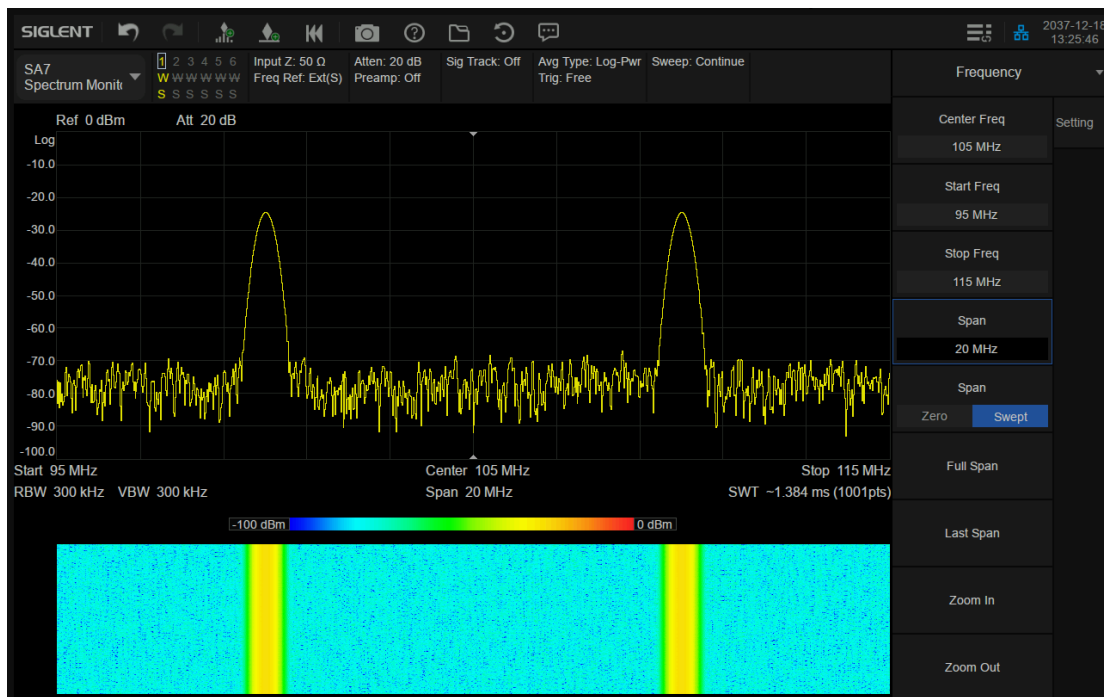 SIGLENT
2037-12-18
13:25:46
SA7
Spectrum Monit
1 2 3 4 5 6
W W W W W W
S S S S S S
Input Z: 50 Ω
Freq Ref: Ext(S)
Atten: 20 dB
Preamp: Off
Sig Track: Off
Avg Type: Log-Pwr
Trig: Free
Sweep: Continue
Ref 0 dBm
Att 20 dB
Log
-10.0
-20.0
-30.0
-40.0
-50.0
-60.0
-70.0
-80.0
-90.0
-100.0
Start 95 MHz
Center 105 MHz
Stop 115 MHz
RBW 300 kHz VBW 300 kHz
Span 20 MHz
SWT ~1.384 ms (1001pts)
-100 dBm
0 dBm
Frequency
Setting
Center Freq
105 MHz
Start Freq
95 MHz
Stop Freq
115 MHz
Span
20 MHz
Span
Zero Swept
Full Span
Last Span
Zoom In
Zoom Out